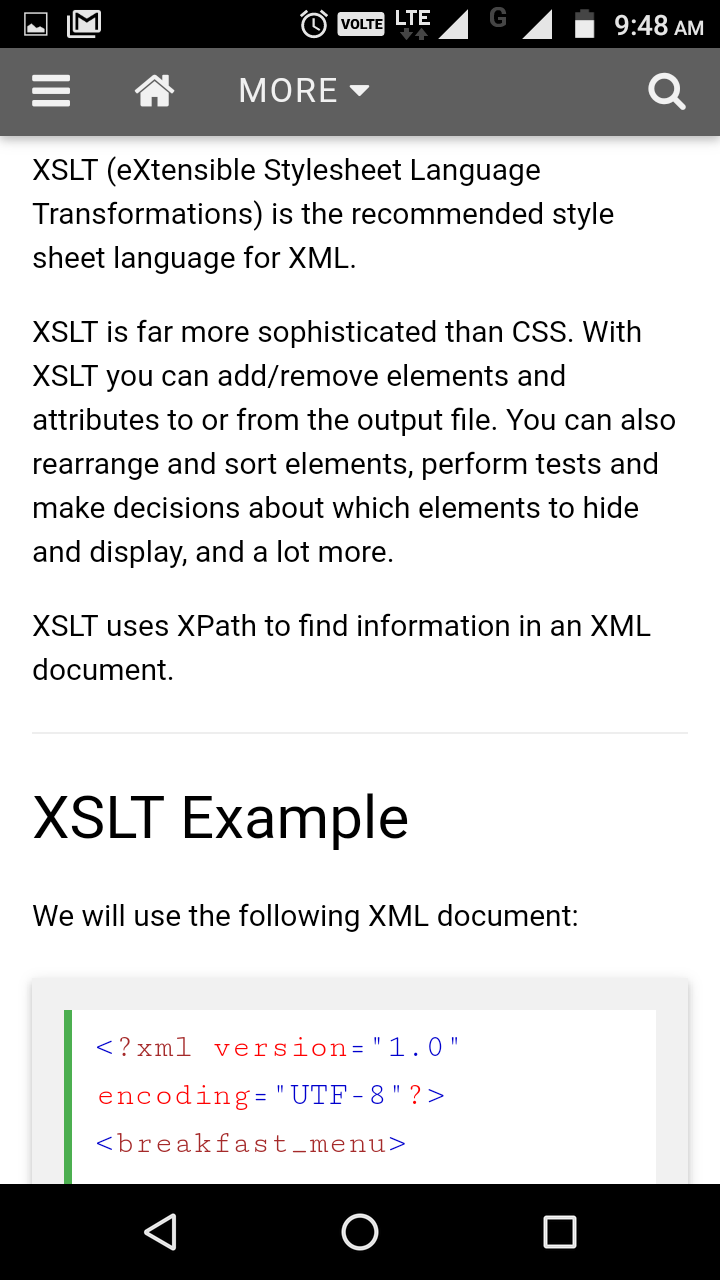 VOLTE LTE G 9:48 AM
MORE
XSLT (eXtensible Stylesheet Language
Transformations) is the recommended style
sheet language for XML.
XSLT is far more sophisticated than CSS. With
XSLT you can add/remove elements and
attributes to or from the output file. You can also
rearrange and sort elements, perform tests and
make decisions about which elements to hide
and display, and a lot more.
XSLT uses XPath to find information in an XML
document.
XSLT Example
We will use the following XML document:
<?xml version="1.0"
encoding="UTF-8"?>
<breakfast_menu>